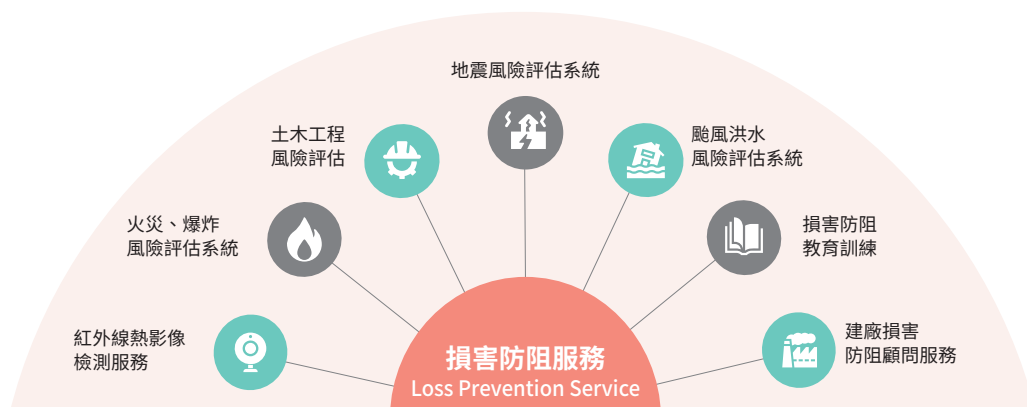 地震風險評估系統
土木工程
風險評估
颱風洪水
風險評估系統
火災、爆炸
風險評估系統
損害防阻
教育訓練
紅外線熱影像
檢測服務
建廠損害
防阻顧問服務
損害防阻服務
Loss Prevention Service